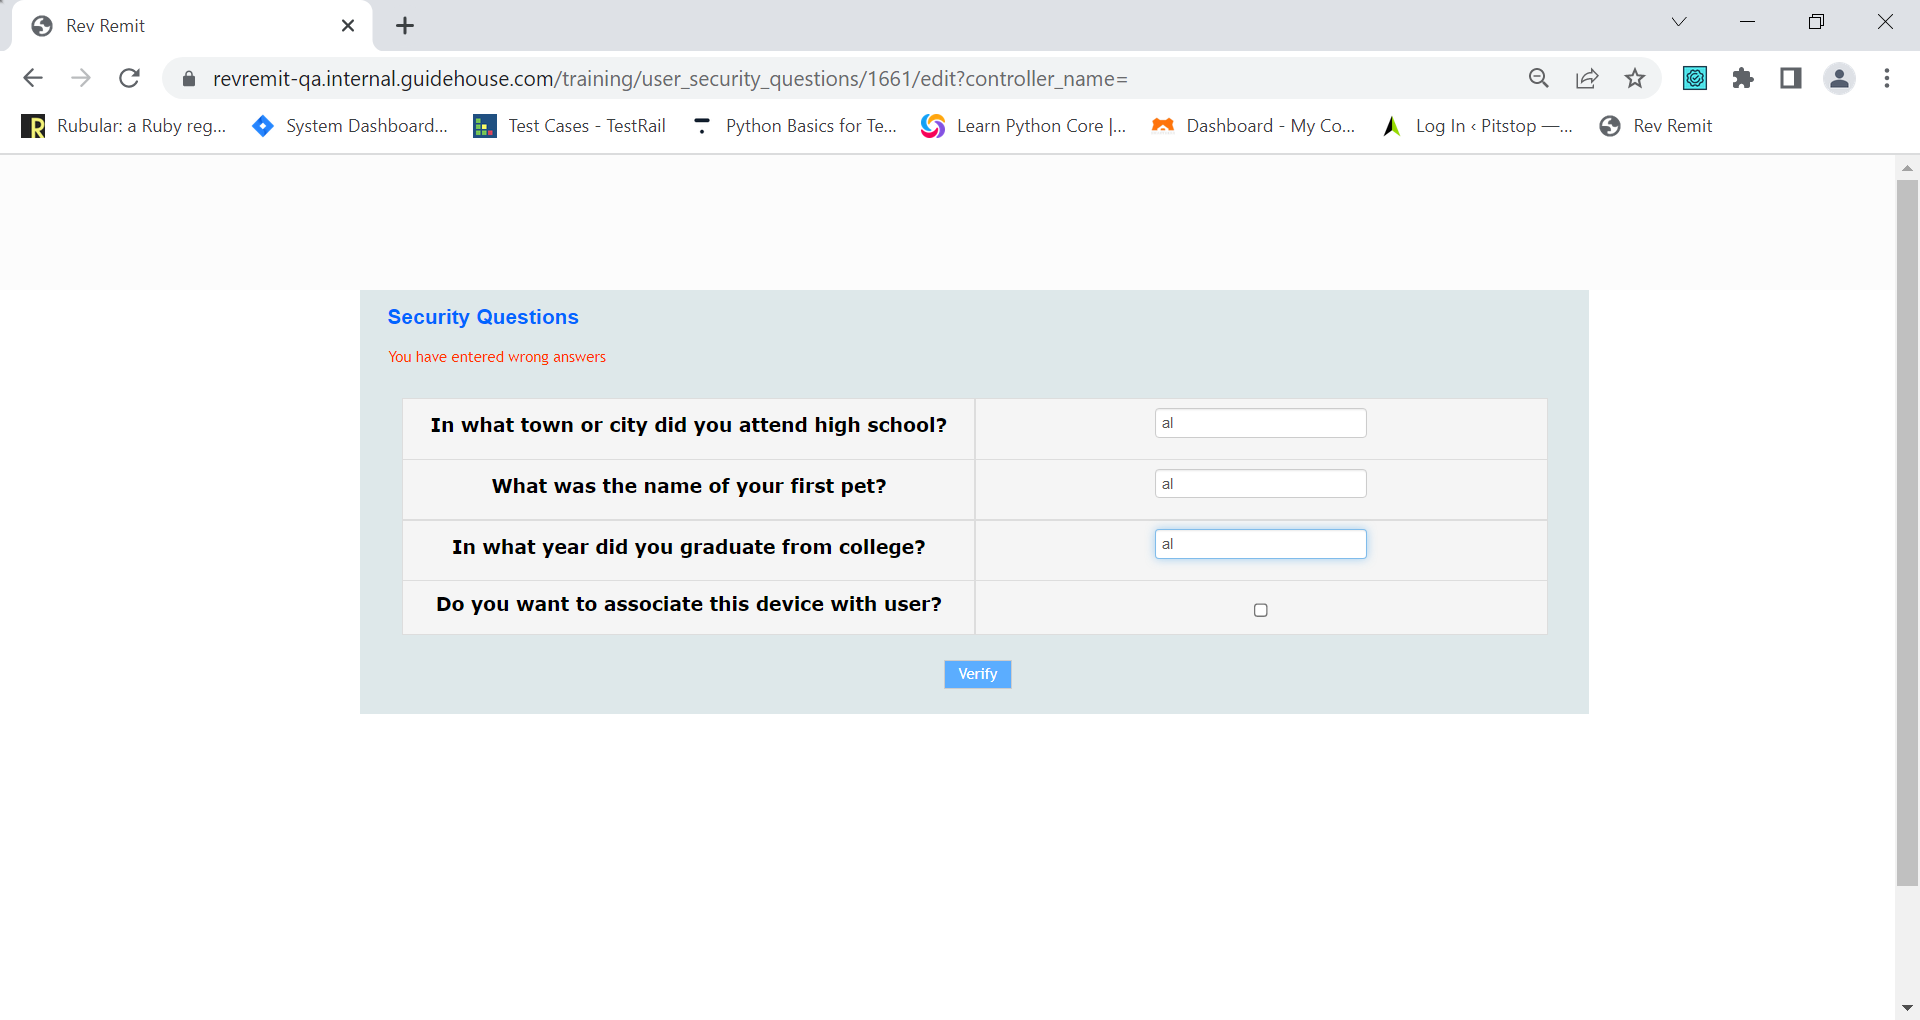 Rev Remit
revremit-qa.internal.guidehouse.com/training/user_security_questions/1661/edit?controller_name=
Rubular: a Ruby reg... System Dashboard... Test Cases - TestRail Python Basics for Te... Learn Python Core |... Dashboard - My Co... Log In ‹ Pitstop —... Rev Remit
Security Questions
You have entered wrong answers
In what town or city did you attend high school? al
What was the name of your first pet? al
In what year did you graduate from college? al
Do you want to associate this device with user?
Verify